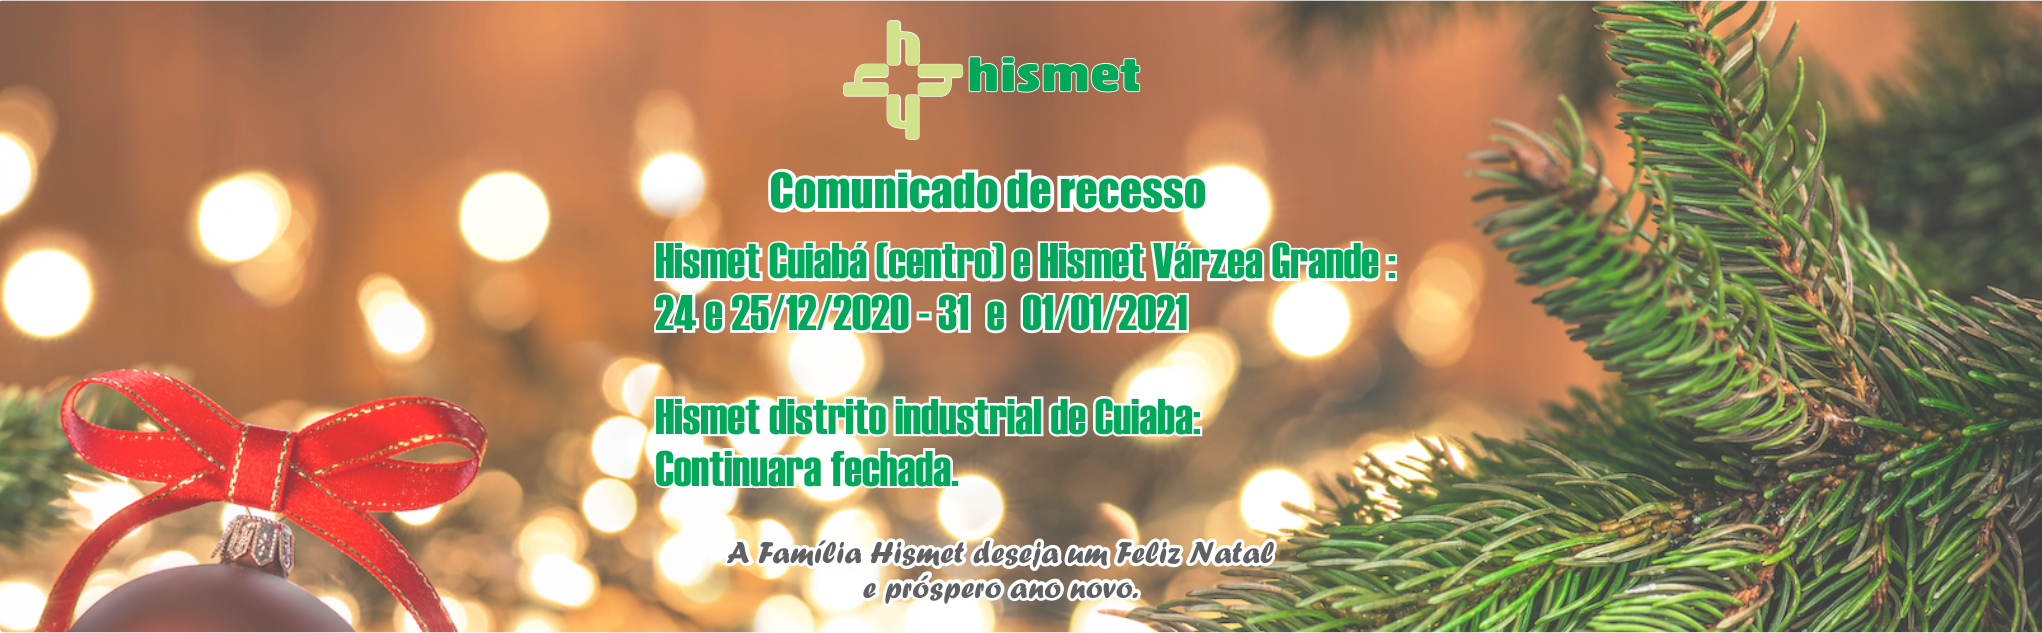 hismet
Comunicado de recesso
Hismet Cuiabá (centro) e Hismet Várzea Grande :
24 e 25/12/2020 - 31 e 01/01/2021
Hismet distrito industrial de Cuiaba:
Continuara fechada.
A Família Hismet deseja um Feliz Natal
e próspero ano novo.